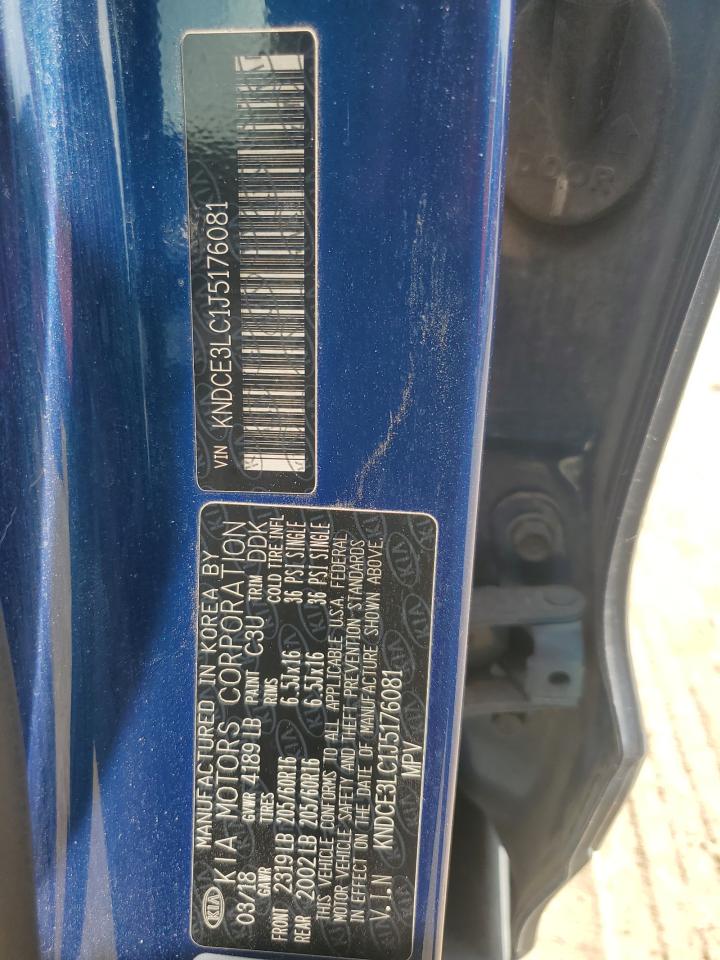 VIN KNDCE3LC1J5176081
KIA MANUFACTURED IN KOREA BY
KIA MOTORS CORPORATION
03/18 GVWR 4189 LB PAINT C3U TRIM DDK
GAWR TIRES RIMS COLD TIRE INFL
FRONT 2319 LB 205/60R16 6.5Jx16 36 PSI SINGLE
REAR 2002 LB 205/60R16 6.5Jx16 36 PSI SINGLE
THIS VEHICLE CONFORMS TO ALL APPLICABLE U.S.A. FEDERAL
MOTOR VEHICLE SAFETY AND THEFT PREVENTION STANDARDS
IN EFFECT ON THE DATE OF MANUFACTURE SHOWN ABOVE.
V.I.N KNDCE3LC1J5176081
MPV
DOOR